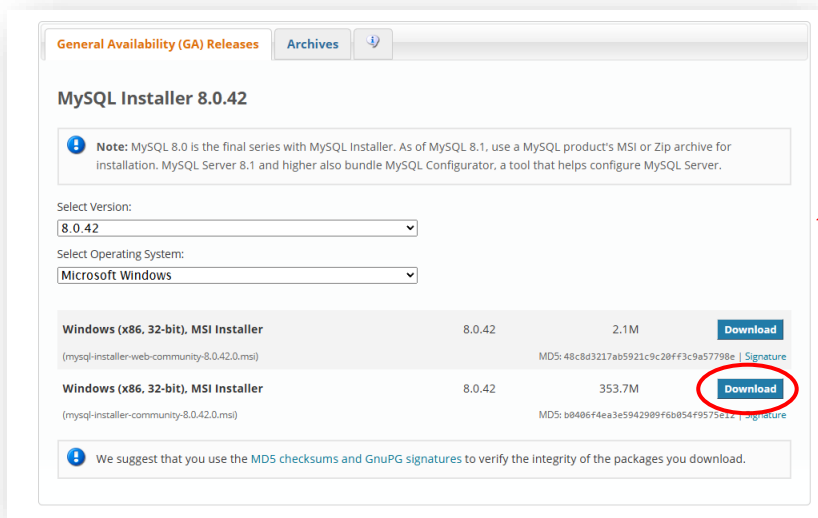 General Availability (GA) Releases
Archives
MySQL Installer 8.0.42
Note: MySQL 8.0 is the final series with MySQL Installer. As of MySQL 8.1, use a MySQL product's MSI or Zip archive for
installation. MySQL Server 8.1 and higher also bundle MySQL Configurator, a tool that helps configure MySQL Server.
Select Version:
8.0.42
Select Operating System:
Microsoft Windows
Windows (x86, 32-bit), MSI Installer 8.0.42 2.1M Download
(mysql-installer-web-community-8.0.42.0.msi) MD5: 48c8d3217ab5921c9c20ff3c9a57798e | Signature
Windows (x86, 32-bit), MSI Installer 8.0.42 353.7M Download
(mysql-installer-community-8.0.42.0.msi) MD5: b0406f4ea3e5942909f6b054f9575e12 | Signature
We suggest that you use the MD5 checksums and GnuPG signatures to verify the integrity of the packages you download.